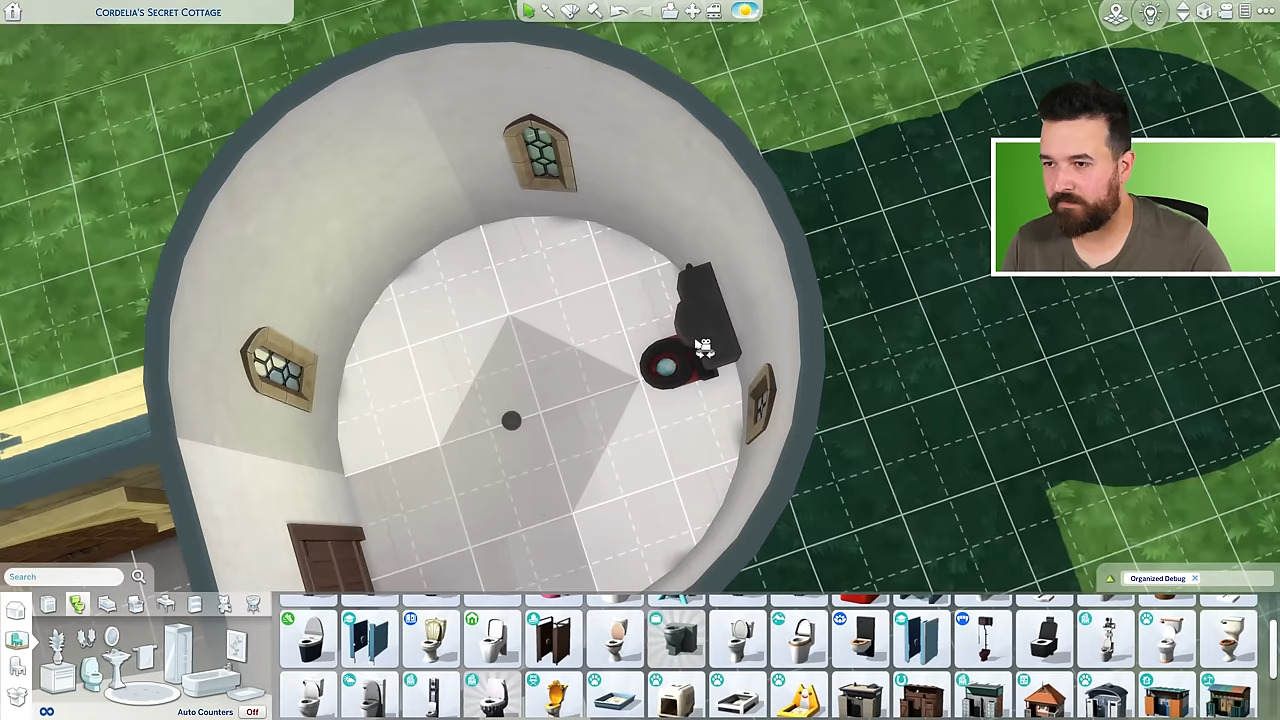 CORDELIA'S SECRET COTTAGE
Organized Debug
Search
Auto Counters
Off